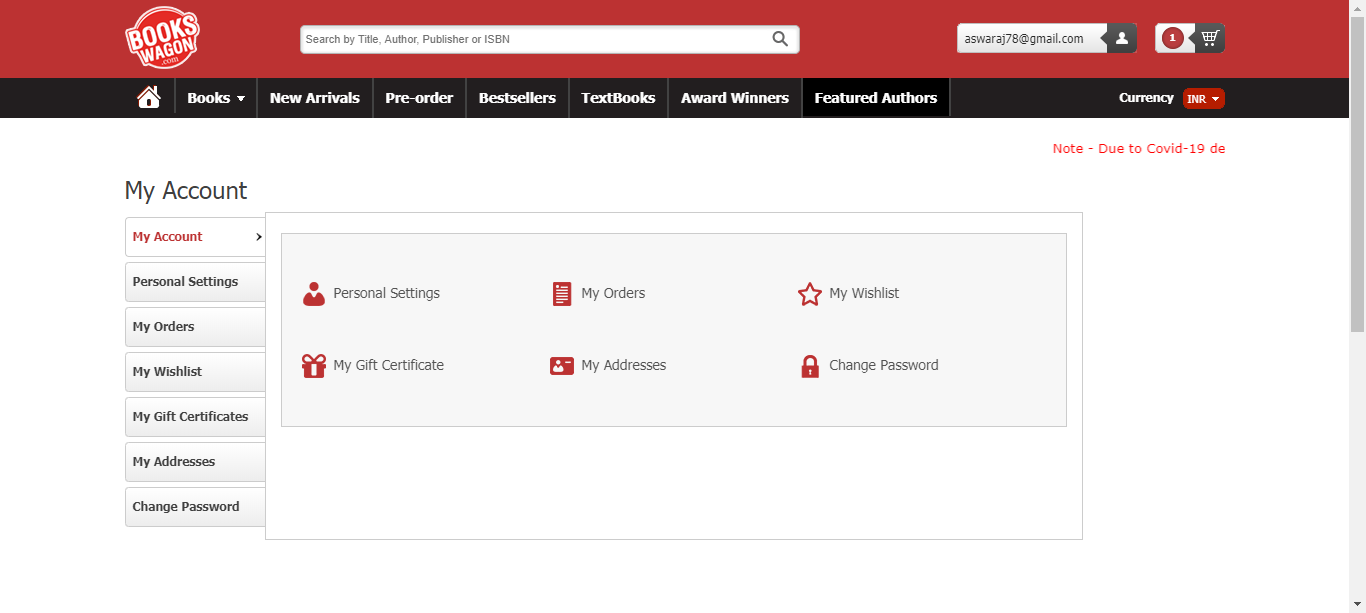 BOOKS
WAGON
.com
Search by Title, Author, Publisher or ISBN
aswaraj78@gmail.com
1
Books
New Arrivals
Pre-order
Bestsellers
TextBooks
Award Winners
Featured Authors
Currency
INR
Note - Due to Covid-19 de
My Account
My Account
Personal Settings
My Orders
My Wishlist
My Gift Certificates
My Addresses
Change Password
Personal Settings
My Orders
My Wishlist
My Gift Certificate
My Addresses
Change Password